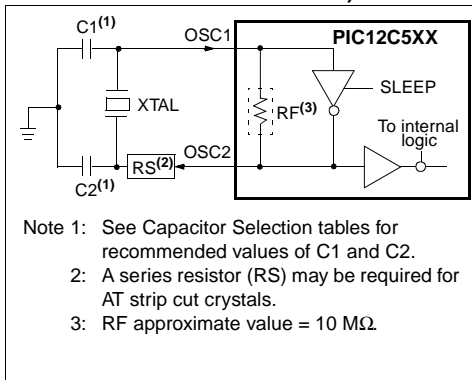 C1(1)
OSC1
PIC12C5XX
SLEEP
XTAL
RF(3)
To internal
logic
OSC2
RS(2)
C2(1)
Note 1: See Capacitor Selection tables for
recommended values of C1 and C2.
2: A series resistor (RS) may be required for
AT strip cut crystals.
3: RF approximate value = 10 MΩ.